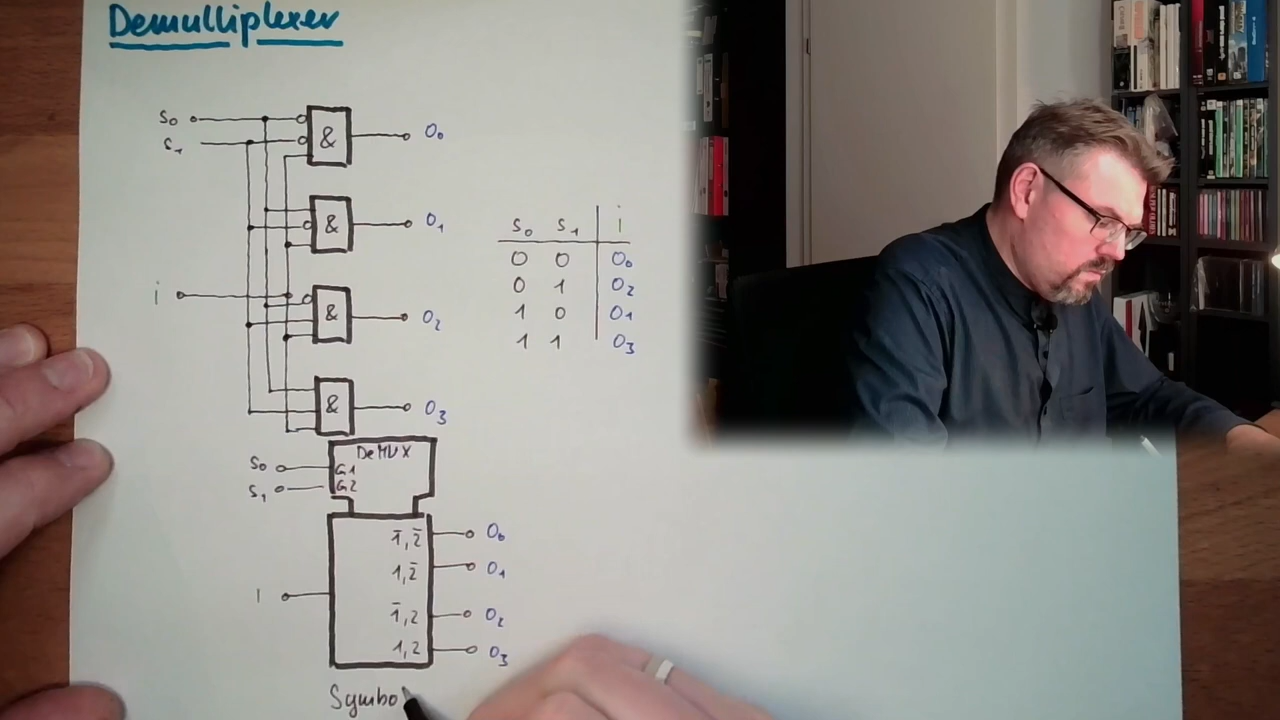 Demultiplexer
S₀
S₁
& O₀
& O₁
i
& O₂
& O₃
S₀ S₁ i
0 0 O₀
0 1 O₂
1 0 O₁
1 1 O₃
DeMUX
S₀ G1
S₁ G2
1̅,2̅ O₀
1,2̅ O₁
i
1̅,2 O₂
1,2 O₃
Symbo